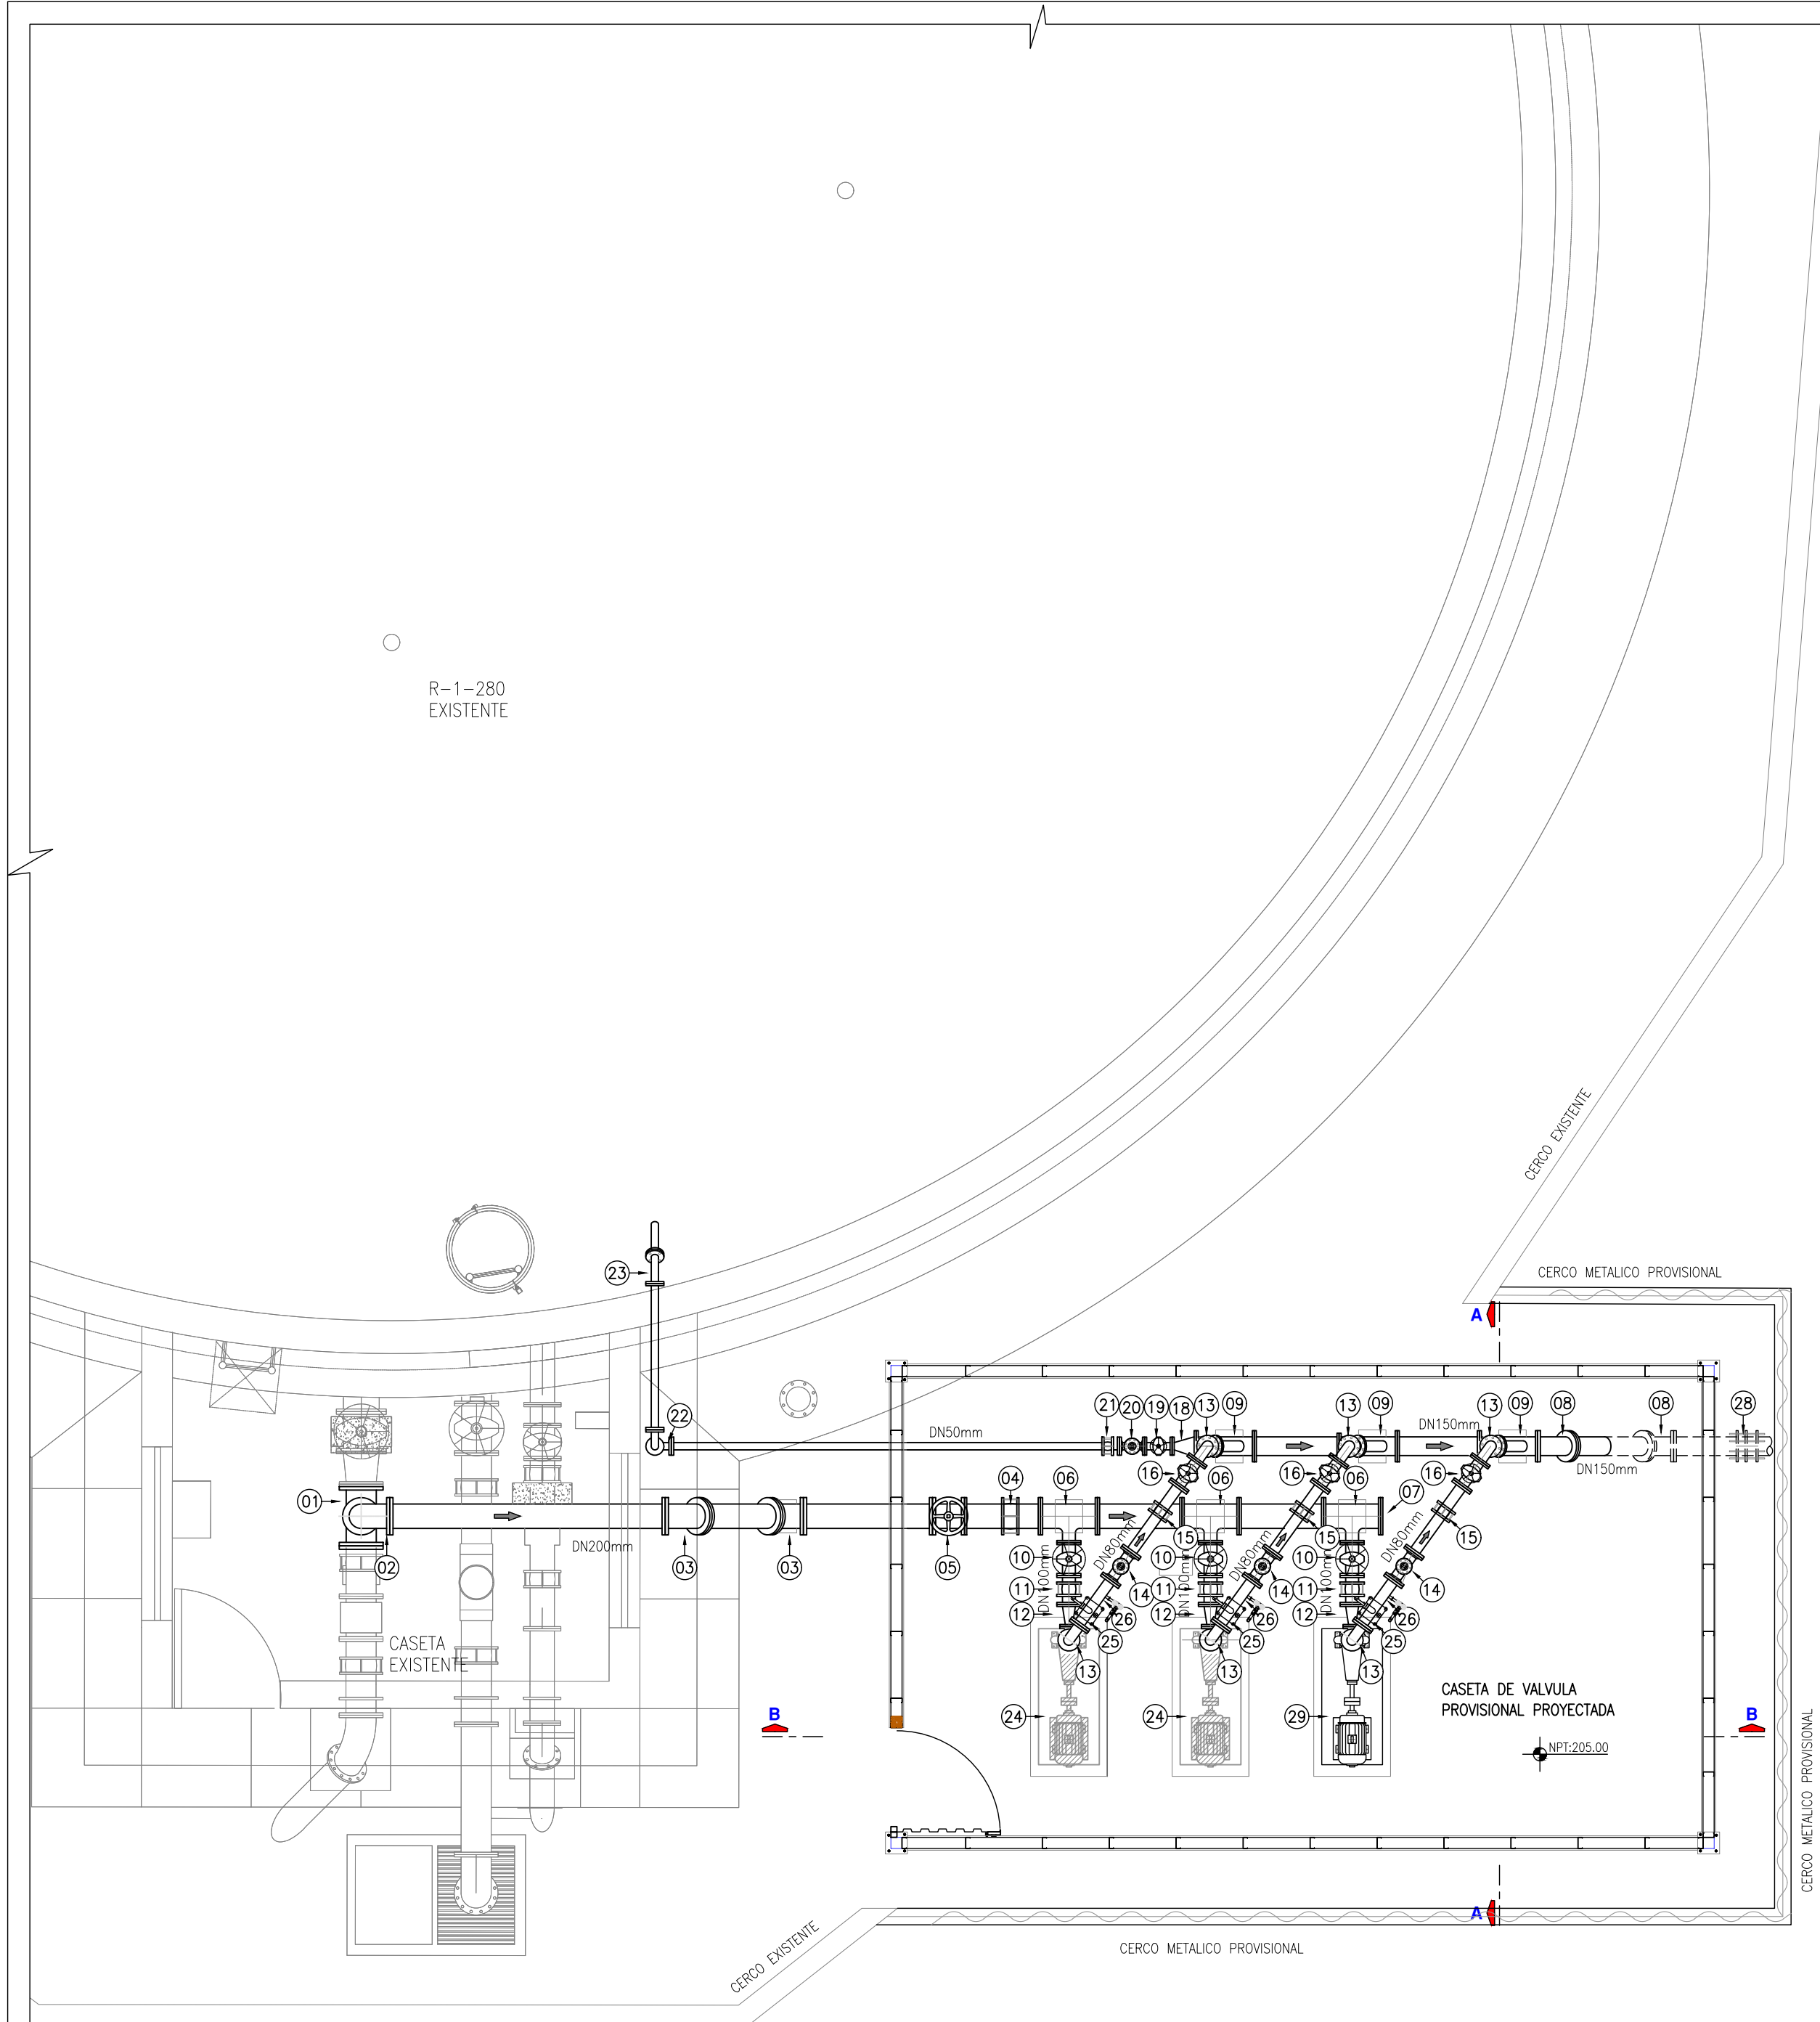 R-1-280
EXISTENTE
CERCO EXISTENTE
CERCO METALICO PROVISIONAL
23
A
22
DN50mm
21
20
19
18
13
09
13
09
DN150mm
13
09
08
08
28
DN150mm
16
16
16
01
02
DN200mm
03
03
05
04
06
06
06
07
15
15
15
DN80mm
DN80mm
DN80mm
10
10
10
DN100mm
DN100mm
DN100mm
11
11
11
14
14
14
12
12
12
26
26
26
25
25
25
13
13
13
CASETA
EXISTENTE
24
24
29
CASETA DE VALVULA
PROVISIONAL PROYECTADA
NPT:205.00
B
B
CERCO METALICO PROVISIONAL
A
CERCO EXISTENTE
CERCO METALICO PROVISIONAL